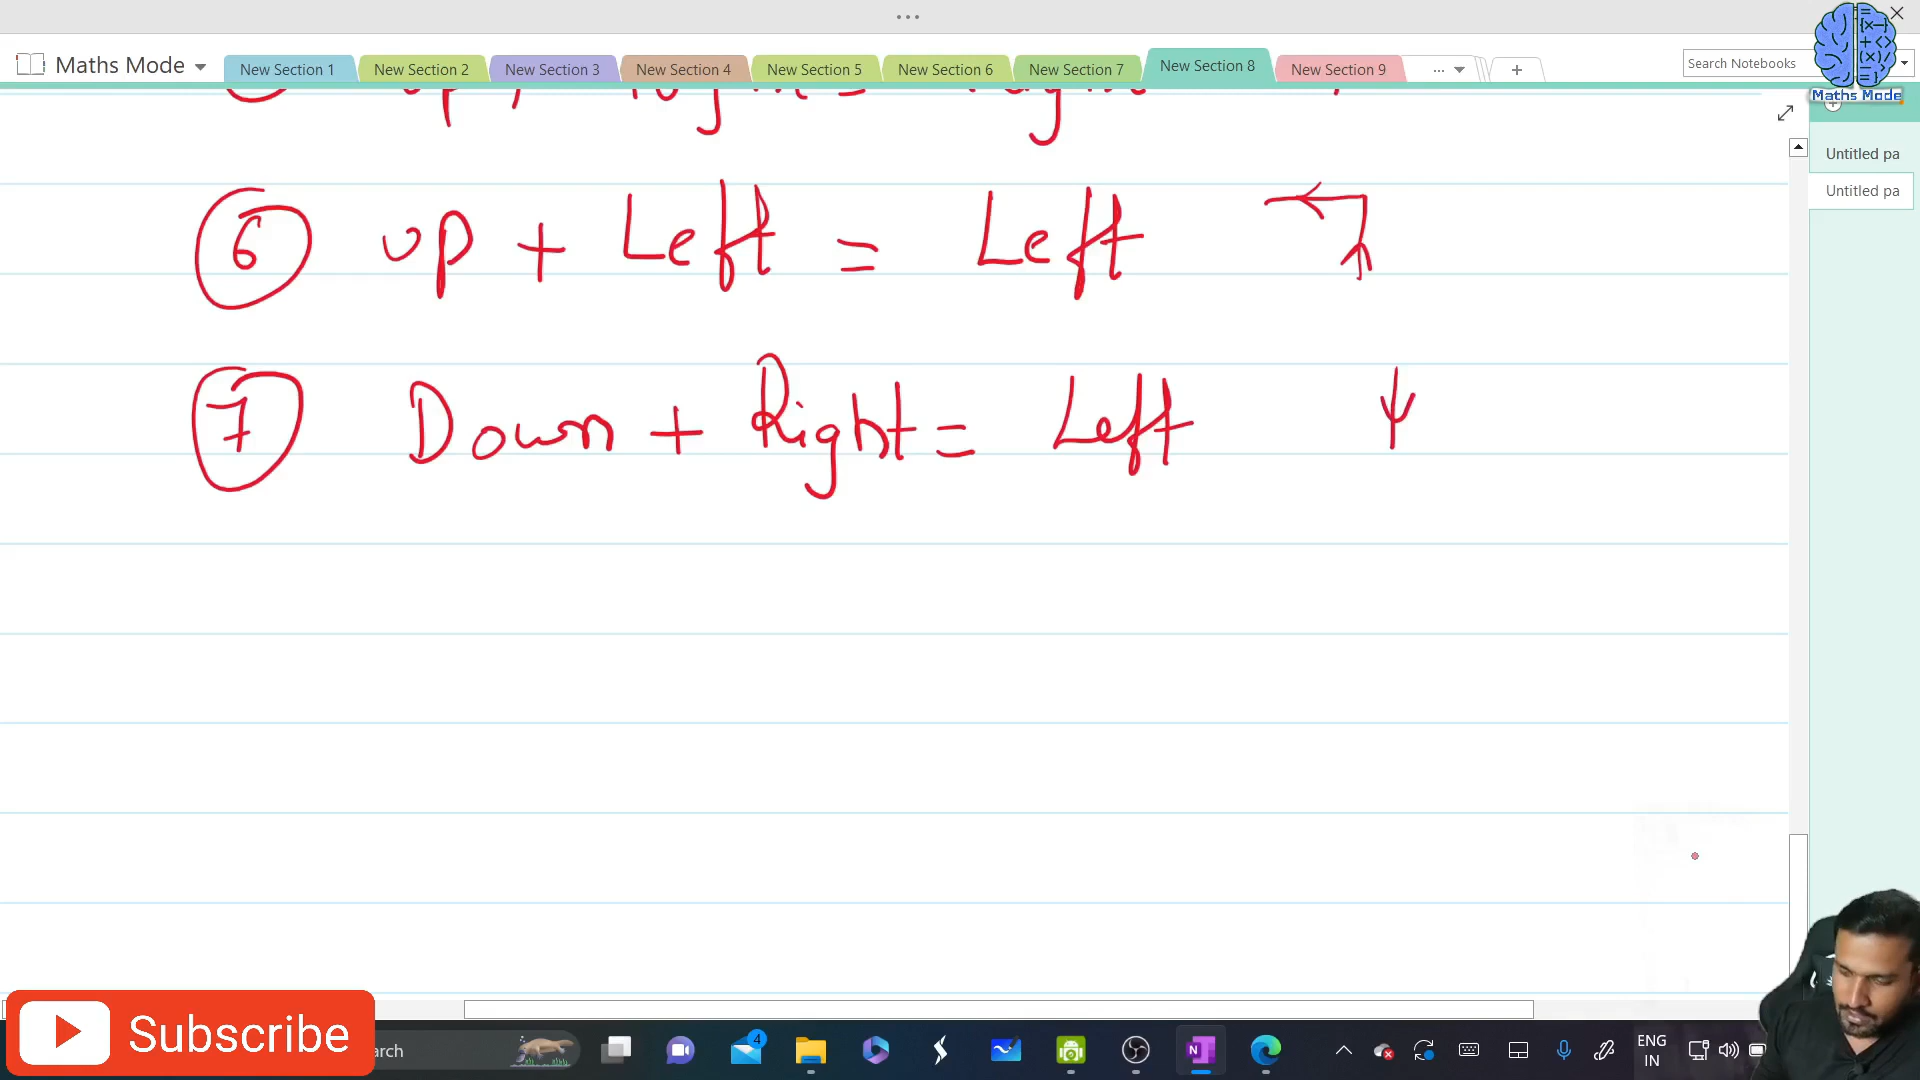 Maths Mode
New Section 1 New Section 2 New Section 3 New Section 4 New Section 5 New Section 6 New Section 7 New Section 8 New Section 9 ... +
Search Notebooks
Maths Mode
Untitled pa
Untitled pa
6 up + Left = Left
7 Down + Right = Left
Subscribe
arch
4
ENG
IN